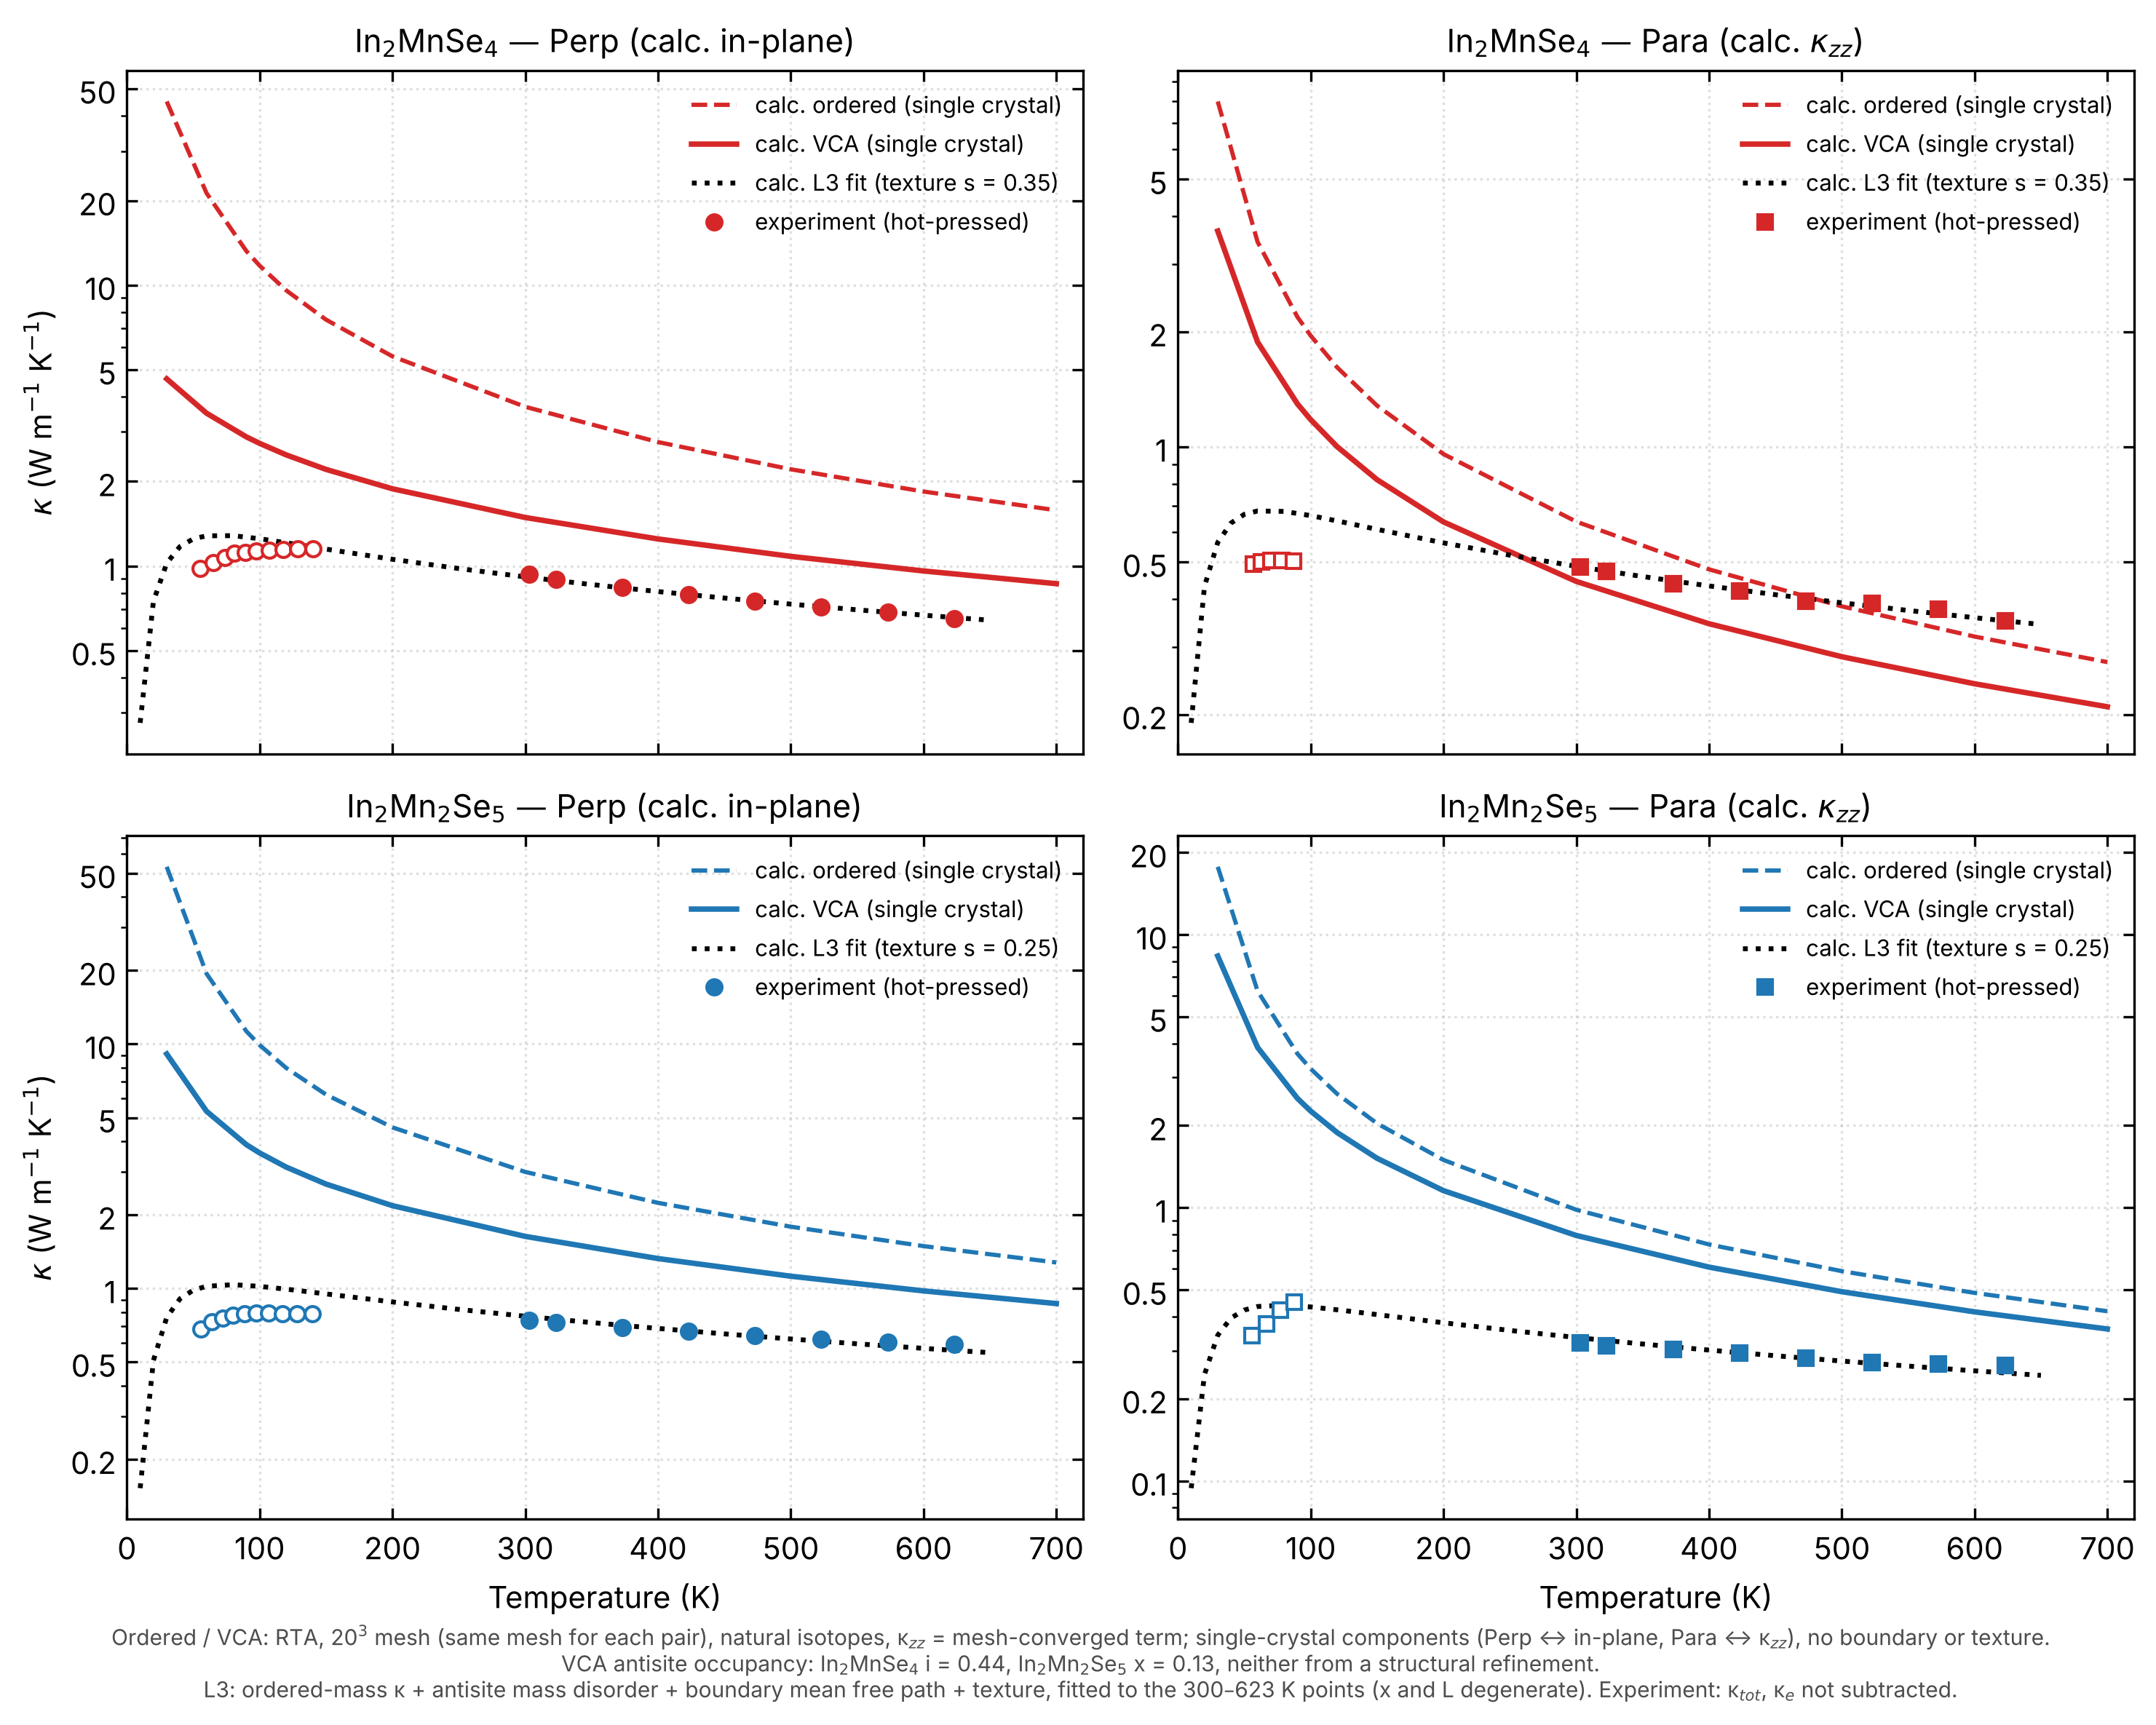 In₂MnSe₄ — Perp (calc. in-plane)
50
20
10
5
2
1
0.5
κ (W m⁻¹ K⁻¹)
calc. ordered (single crystal)
calc. VCA (single crystal)
calc. L3 fit (texture s = 0.35)
experiment (hot-pressed)
In₂MnSe₄ — Para (calc. κzz)
5
2
1
0.5
0.2
calc. ordered (single crystal)
calc. VCA (single crystal)
calc. L3 fit (texture s = 0.35)
experiment (hot-pressed)
In₂Mn₂Se₅ — Perp (calc. in-plane)
50
20
10
5
2
1
0.5
0.2
κ (W m⁻¹ K⁻¹)
calc. ordered (single crystal)
calc. VCA (single crystal)
calc. L3 fit (texture s = 0.25)
experiment (hot-pressed)
0 100 200 300 400 500 600 700
Temperature (K)
In₂Mn₂Se₅ — Para (calc. κzz)
20
10
5
2
1
0.5
0.2
0.1
calc. ordered (single crystal)
calc. VCA (single crystal)
calc. L3 fit (texture s = 0.25)
experiment (hot-pressed)
0 100 200 300 400 500 600 700
Temperature (K)
Ordered / VCA: RTA, 20³ mesh (same mesh for each pair), natural isotopes, κzz = mesh-converged term; single-crystal components (Perp ↔ in-plane, Para ↔ κzz), no boundary or texture.
VCA antisite occupancy: In₂MnSe₄ i = 0.44, In₂Mn₂Se₅ x = 0.13, neither from a structural refinement.
L3: ordered-mass κ + antisite mass disorder + boundary mean free path + texture, fitted to the 300–623 K points (x and L degenerate). Experiment: κtot, κe not subtracted.